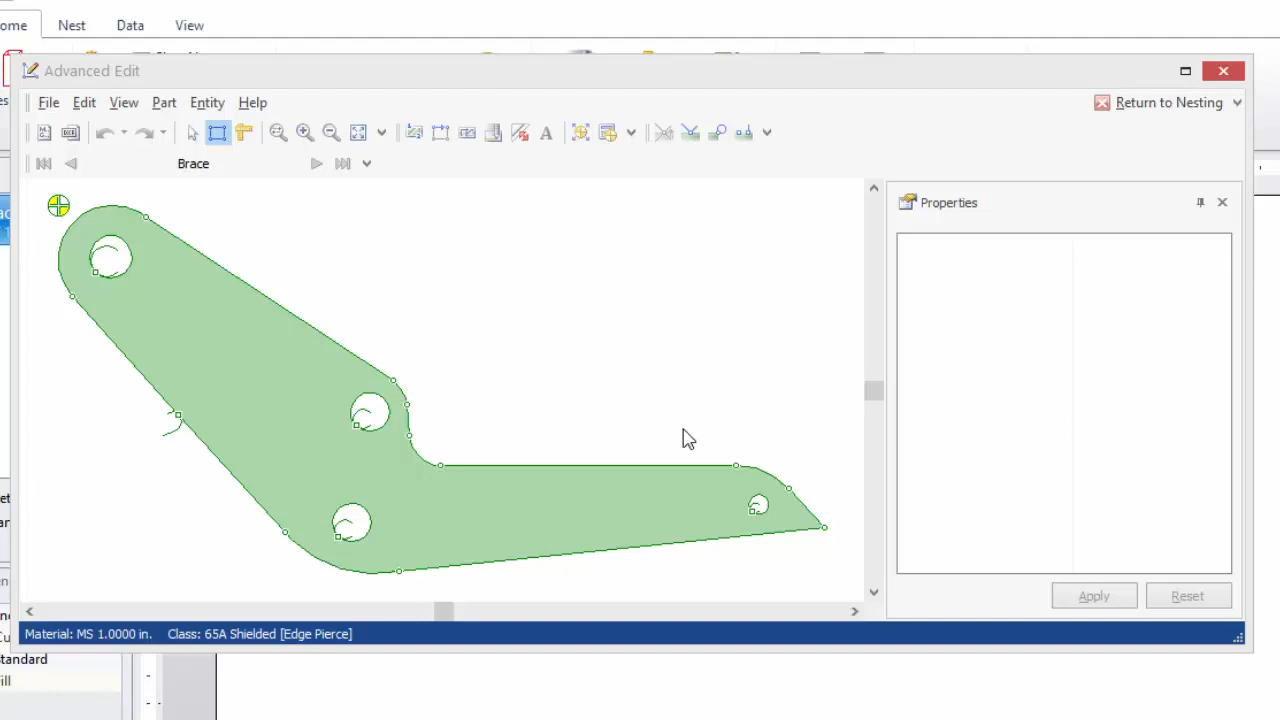 ome Nest Data View
Advanced Edit
File Edit View Part Entity Help Return to Nesting
A
Brace
Properties
Apply Reset
Material: MS 1.0000 in. Class: 65A Shielded [Edge Pierce]
tandard
ill